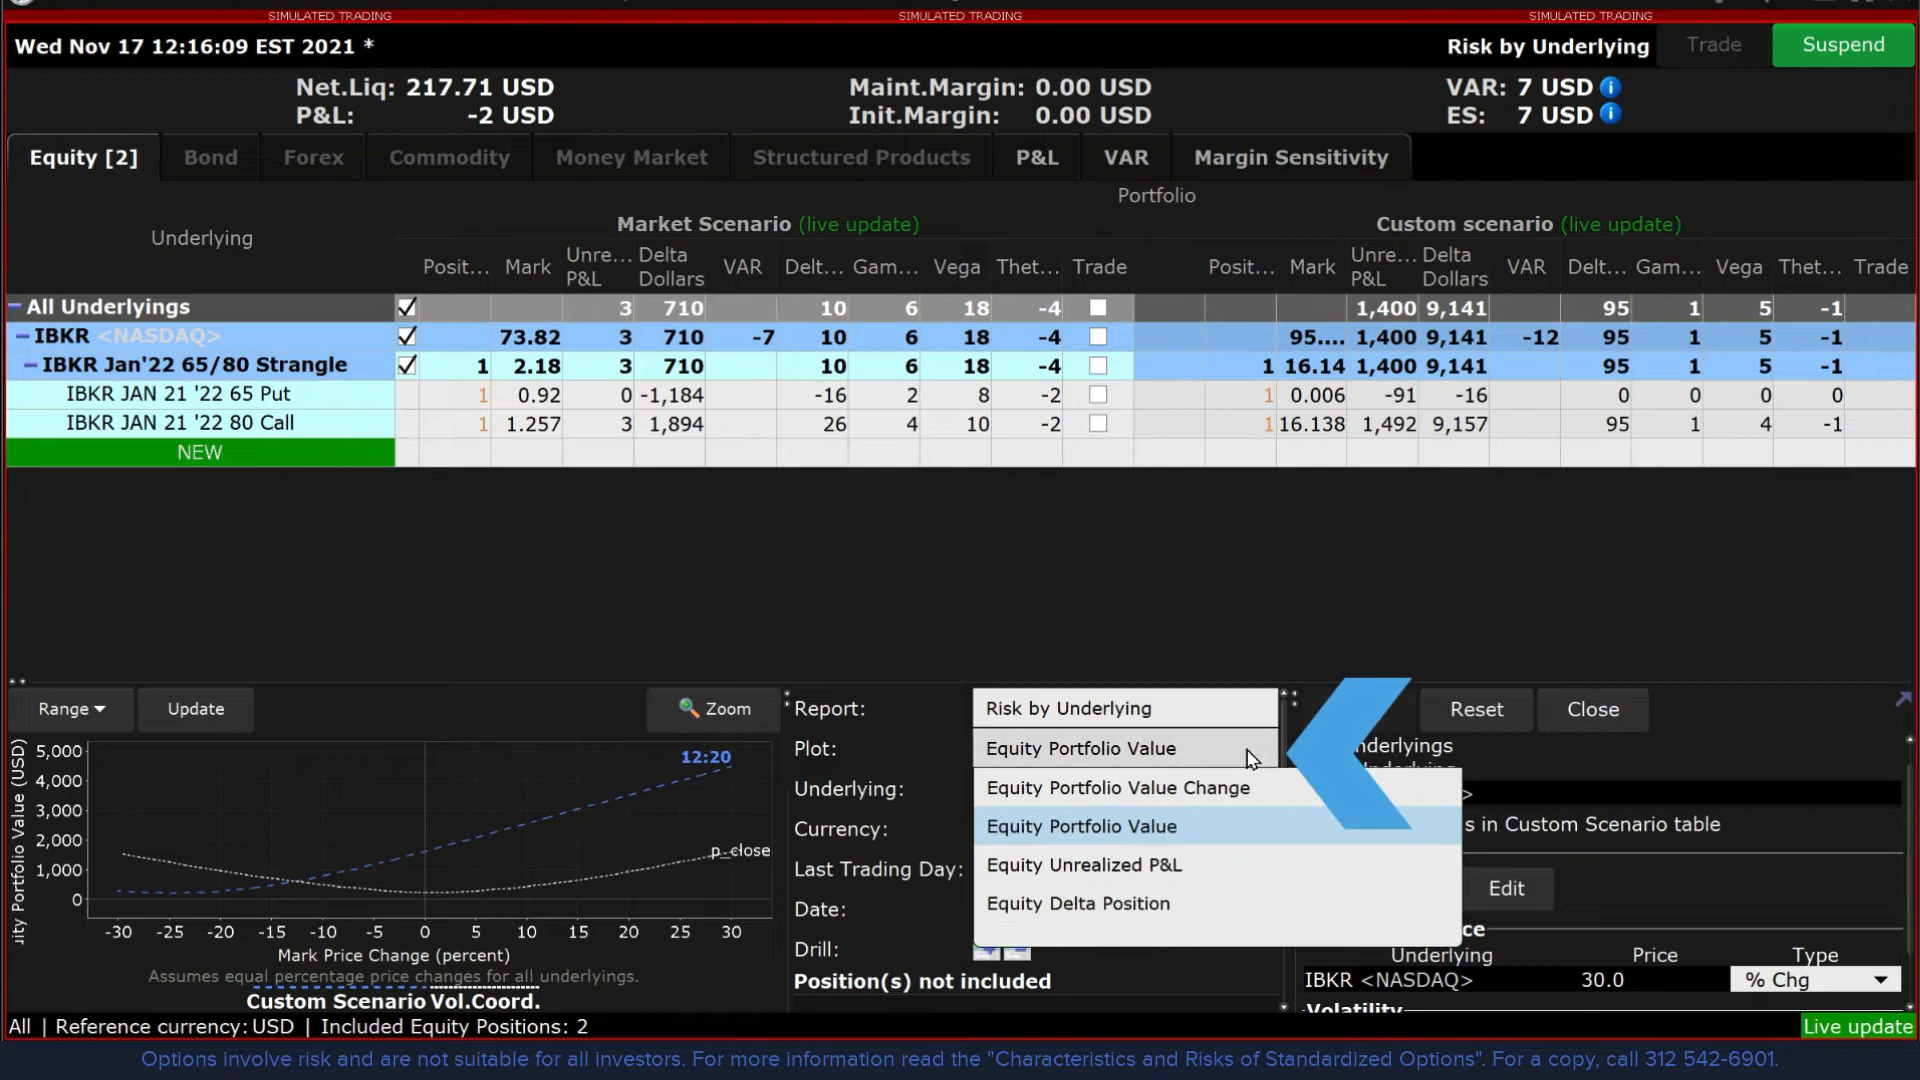 SIMULATED TRADING SIMULATED TRADING SIMULATED TRADING
Wed Nov 17 12:16:09 EST 2021 * Risk by Underlying Trade Suspend
Net.Liq: 217.71 USD Maint.Margin: 0.00 USD VAR: 7 USD
P&L: -2 USD Init.Margin: 0.00 USD ES: 7 USD
Equity [2] Bond Forex Commodity Money Market Structured Products P&L VAR Margin Sensitivity
Portfolio
Underlying Market Scenario (live update) Custom scenario (live update)
Posit... Mark Unre... P&L Delta Dollars VAR Delt... Gam... Vega Thet... Trade Posit... Mark Unre... P&L Delta Dollars VAR Delt... Gam... Vega Thet... Trade
All Underlyings 3 710 10 6 18 -4 1,400 9,141 95 1 5 -1
IBKR <NASDAQ> 73.82 3 710 -7 10 6 18 -4 95.... 1,400 9,141 -12 95 1 5 -1
IBKR Jan'22 65/80 Strangle 1 2.18 3 710 10 6 18 -4 1 16.14 1,400 9,141 95 1 5 -1
IBKR JAN 21 '22 65 Put 1 0.92 0 -1,184 -16 2 8 -2 1 0.006 -91 -16 0 0 0 0
IBKR JAN 21 '22 80 Call 1 1.257 3 1,894 26 4 10 -2 1 16.138 1,492 9,157 95 1 4 -1
NEW
Range Update Zoom
12:20
p_close
5,000
4,000
3,000
2,000
1,000
0
-30 -25 -20 -15 -10 -5 0 5 10 15 20 25 30
ity Portfolio Value (USD)
Mark Price Change (percent)
Assumes equal percentage price changes for all underlyings.
Custom Scenario Vol.Coord.
Report: Risk by Underlying
Plot: Equity Portfolio Value
Underlying: Equity Portfolio Value Change
Currency: Equity Portfolio Value
Last Trading Day: Equity Unrealized P&L
Date: Equity Delta Position
Drill:
Position(s) not included
Reset Close
nderlyings
>
s in Custom Scenario table
Edit
ce
Underlying Price Type
IBKR <NASDAQ> 30.0 % Chg
Volatility
All | Reference currency: USD | Included Equity Positions: 2 Live update
Options involve risk and are not suitable for all investors. For more information read the "Characteristics and Risks of Standardized Options". For a copy, call 312 542-6901.